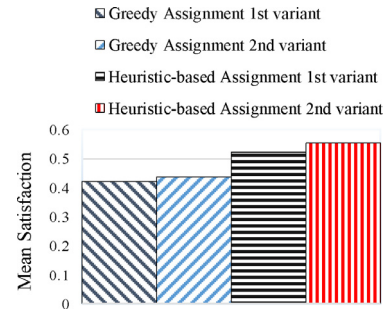 Greedy Assignment 1st variant
Greedy Assignment 2nd variant
Heuristic-based Assignment 1st variant
Heuristic-based Assignment 2nd variant
0.6
0.5
0.4
0.3
0.2
0.1
0
Mean Satisfaction